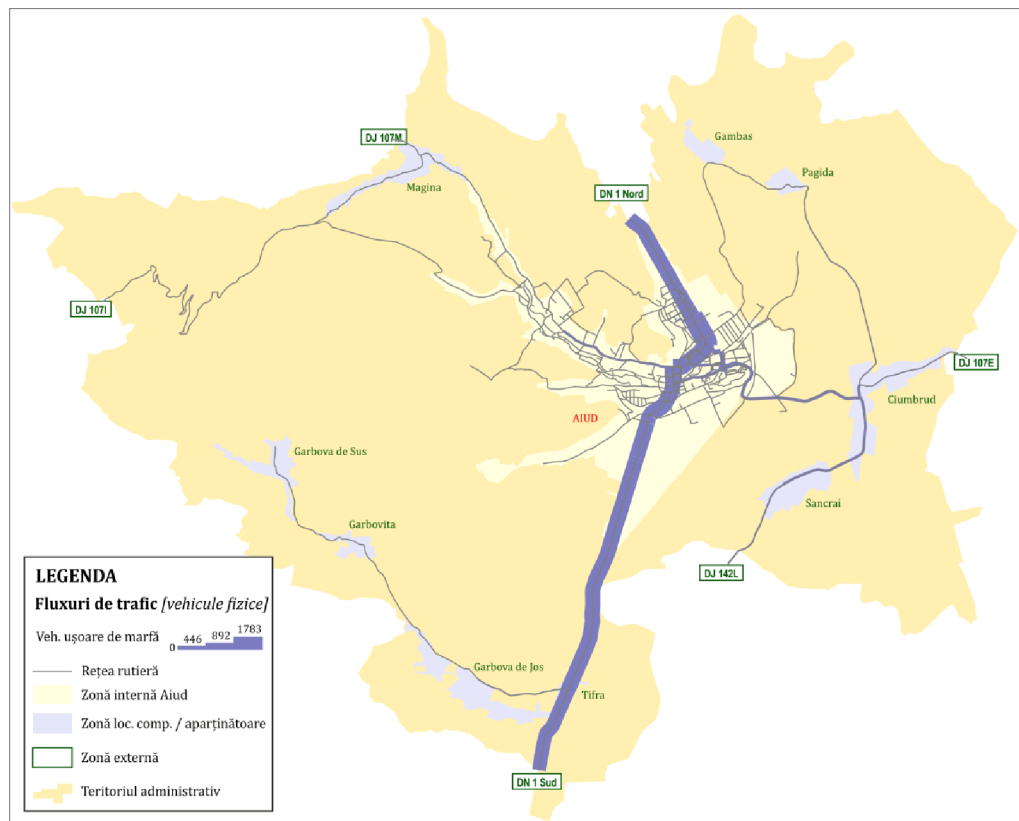 Gambas
DJ 107M
Pagida
Magina
DN 1 Nord
DJ 107I
DJ 107E
Ciumbrud
AIUD
Garbova de Sus
Sancrai
Garbovita
DJ 142L
LEGENDA
Fluxuri de trafic [vehicule fizice]
Veh. ușoare de marfă 0 446 892 1783
Rețea rutieră
Zonă internă Aiud
Zonă loc. comp. / aparținătoare
Zonă externă
Teritoriul administrativ
Garbova de Jos
Tifra
DN 1 Sud